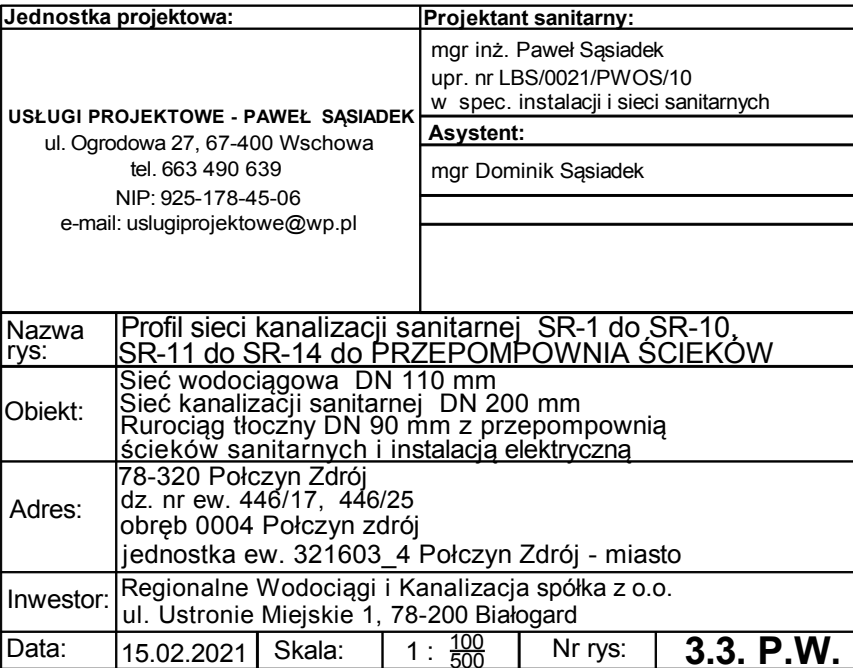 Jednostka projektowa:
USŁUGI PROJEKTOWE - PAWEŁ SĄSIADEK
ul. Ogrodowa 27, 67-400 Wschowa
tel. 663 490 639
NIP: 925-178-45-06
e-mail: uslugiprojektowe@wp.pl
Projektant sanitarny:
mgr inż. Paweł Sąsiadek
upr. nr LBS/0021/PWOS/10
w spec. instalacji i sieci sanitarnych
Asystent:
mgr Dominik Sąsiadek
Nazwa rys:
Profil sieci kanalizacji sanitarnej SR-1 do SR-10,
SR-11 do SR-14 do PRZEPOMPOWNIA ŚCIEKÓW
Obiekt:
Sieć wodociągowa DN 110 mm
Sieć kanalizacji sanitarnej DN 200 mm
Rurociąg tłoczny DN 90 mm z przepompownią
ścieków sanitarnych i instalacją elektryczną
Adres:
78-320 Połczyn Zdrój
dz. nr ew. 446/17, 446/25
obręb 0004 Połczyn zdrój
jednostka ew. 321603_4 Połczyn Zdrój - miasto
Inwestor:
Regionalne Wodociągi i Kanalizacja spółka z o.o.
ul. Ustronie Miejskie 1, 78-200 Białogard
Data: 15.02.2021 Skala: 1 : 100/500 Nr rys: 3.3. P.W.